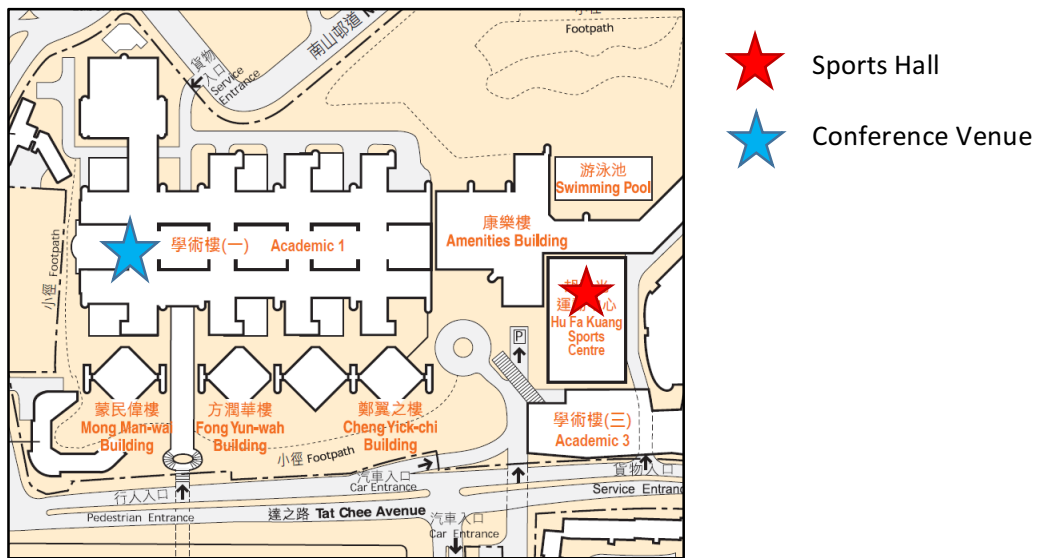 小徑
Footpath
南山邨道
貨物
入口
Service
Entrance
游泳池
Swimming Pool
康樂樓
Amenities Building
學術樓(一)
Academic 1
小徑 Footpath
Hu Fa Kuang
Sports
Centre
P
蒙民偉樓
Mong Man-wai
Building
方潤華樓
Fong Yun-wah
Building
鄭翼之樓
Cheng Yick-chi
Building
學術樓(三)
Academic 3
小徑 Footpath
汽車入口
Car Entrance
貨物入口
Service Entranc
行人入口
Pedestrian Entrance
達之路 Tat Chee Avenue
汽車入口
Car Entrance
Sports Hall
Conference Venue